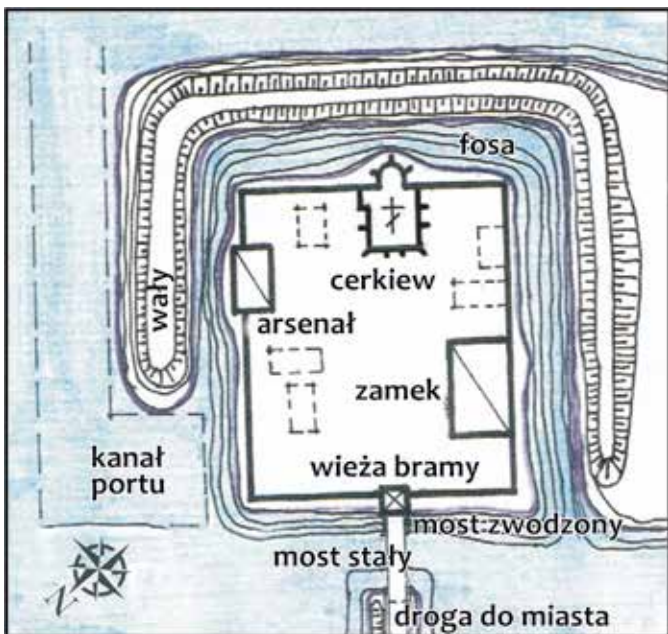 fosa
wały
cerkiew
arsenał
zamek
kanał
portu
wieża bramy
most zwodzony
most stały
N
droga do miasta